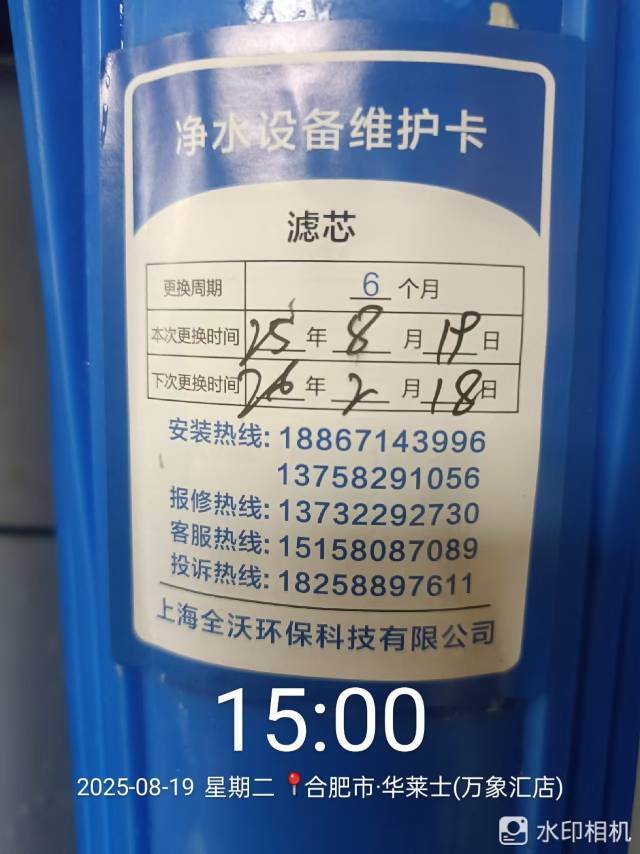 净水设备维护卡
滤芯
更换周期 6 个月
本次更换时间 25 年 8 月 19 日
下次更换时间 26 年 2 月 18 日
安装热线: 18867143996
13758291056
报修热线: 13732292730
客服热线: 15158087089
投诉热线: 18258897611
上海全沃环保科技有限公司
15:00
2025-08-19 星期二 合肥市·华莱士(万象汇店)
水印相机